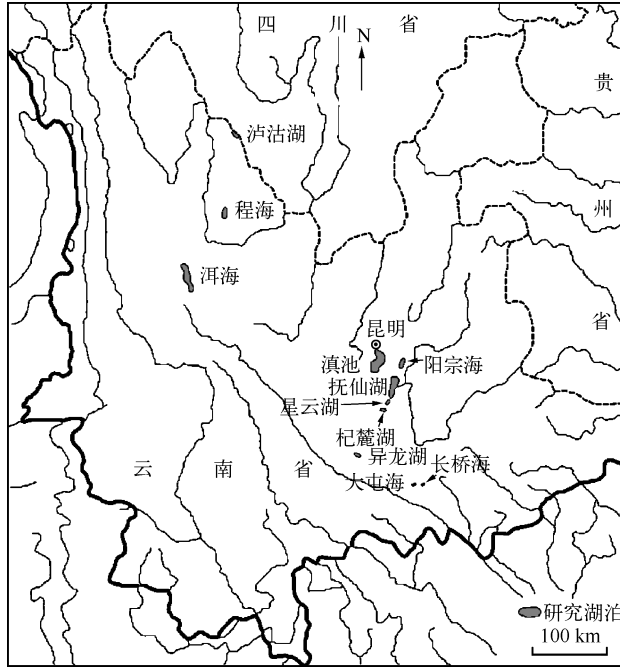 四 川 省
N
贵
泸沽湖
程海
州
洱海
省
昆明
滇池
阳宗海
抚仙湖
星云湖
杞麓湖
异龙湖
云 南 省
大屯海
长桥海
研究湖泊
100 km